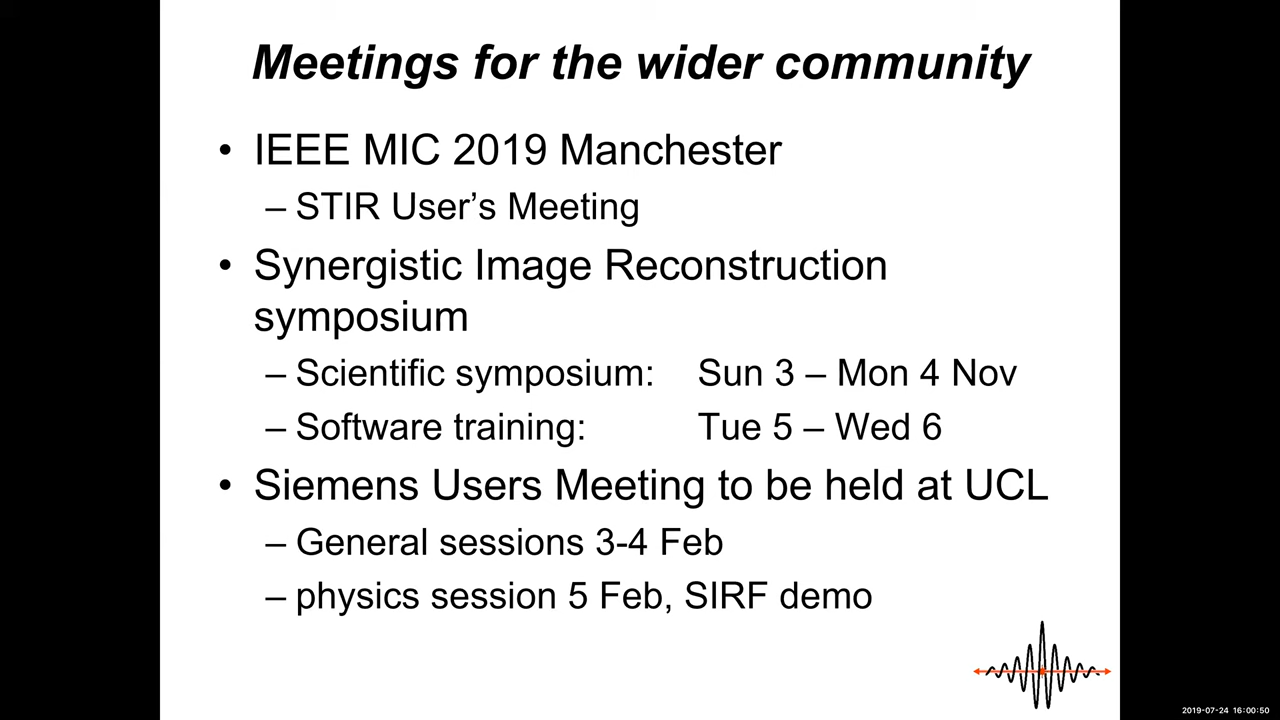 Meetings for the wider community
• IEEE MIC 2019 Manchester
– STIR User’s Meeting
• Synergistic Image Reconstruction
symposium
– Scientific symposium: Sun 3 – Mon 4 Nov
– Software training: Tue 5 – Wed 6
• Siemens Users Meeting to be held at UCL
– General sessions 3-4 Feb
– physics session 5 Feb, SIRF demo
2019-07-24 16:00:50